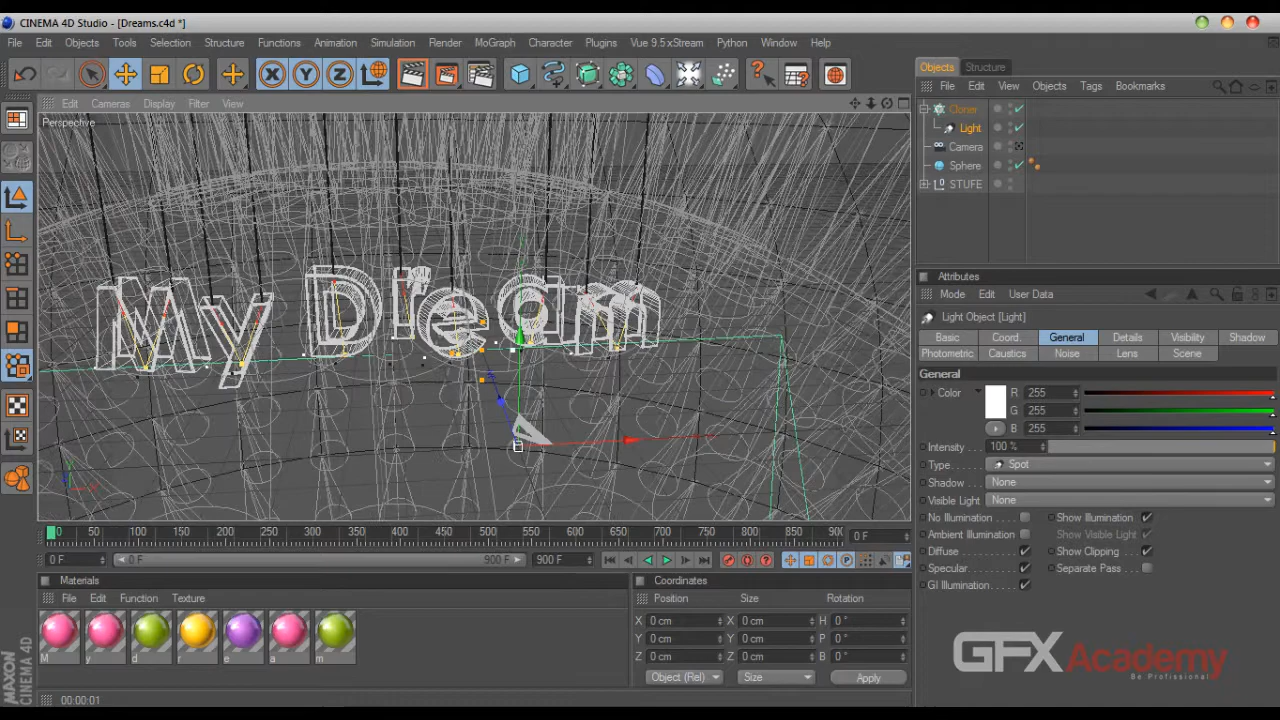 CINEMA 4D Studio - [Dreams.c4d *]
File Edit Objects Tools Selection Structure Functions Animation Simulation Render MoGraph Character Plugins Vue 9.5 xStream Python Window Help
Objects Structure
File Edit View Objects Tags Bookmarks
Edit Cameras Display Filter View
Perspective
Cloner
Light
Camera
Sphere
STUFE
My Dream
Attributes
Mode Edit User Data
Light Object [Light]
Basic Coord. General Details Visibility Shadow
Photometric Caustics Noise Lens Scene
General
Color R 255
G 255
B 255
Intensity 100 %
Type Spot
Shadow None
Visible Light None
No Illumination Show Illumination
Ambient Illumination Show Visible Light
Diffuse Show Clipping
Specular Separate Pass
GI Illumination
0 50 100 150 200 250 300 350 400 450 500 550 600 650 700 750 800 850 900 0 F
0 F 0 F 900 F 900 F
Materials
File Edit Function Texture
M y d r e a m
Coordinates
Position Size Rotation
X 0 cm X 0 cm H 0 °
Y 0 cm Y 0 cm P 0 °
Z 0 cm Z 0 cm B 0 °
Object (Rel) Size Apply
MAXON CINEMA 4D
00:00:01
GFXAcademy
Be Profissional